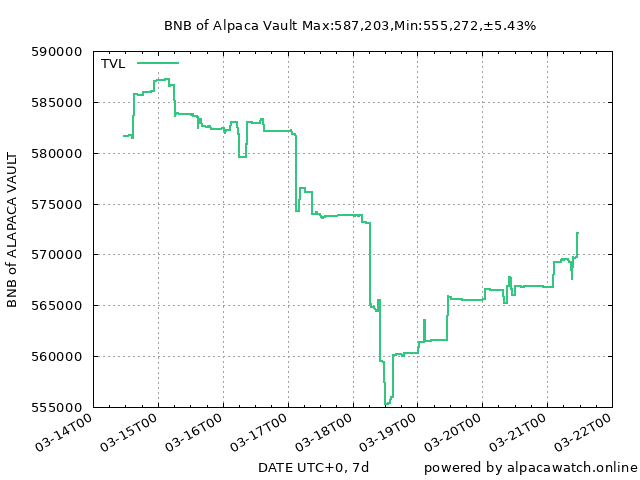 BNB of Alpaca Vault Max:587,203,Min:555,272,±5.43%
TVL
BNB of ALAPACA VAULT
590000
585000
580000
575000
570000
565000
560000
555000
03-14T00
03-15T00
03-16T00
03-17T00
03-18T00
03-19T00
03-20T00
03-21T00
03-22T00
DATE UTC+0, 7d
powered by alpacawatch.online